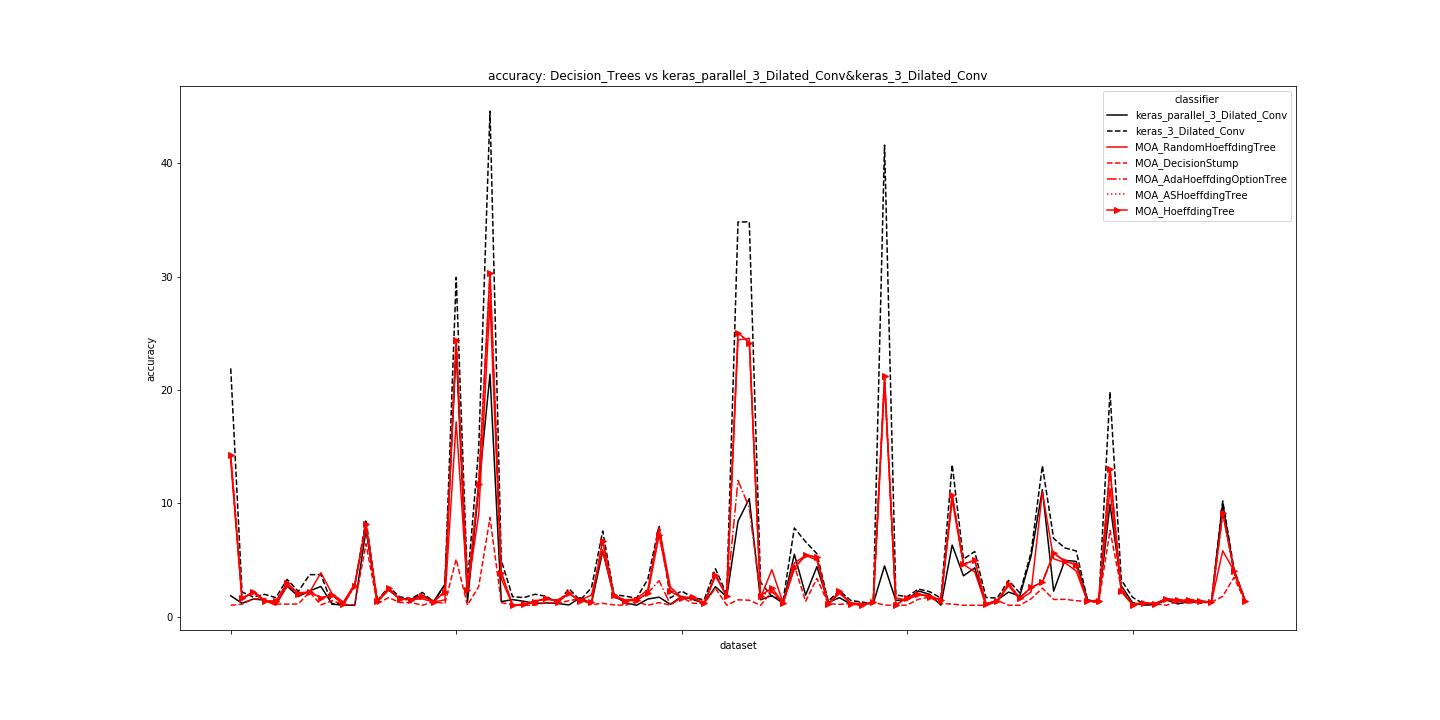 accuracy: Decision_Trees vs keras_parallel_3_Dilated_Conv&keras_3_Dilated_Conv
classifier
keras_parallel_3_Dilated_Conv
keras_3_Dilated_Conv
MOA_RandomHoeffdingTree
MOA_DecisionStump
MOA_AdaHoeffdingOptionTree
MOA_ASHoeffdingTree
MOA_HoeffdingTree
40
30
accuracy
20
10
0
dataset